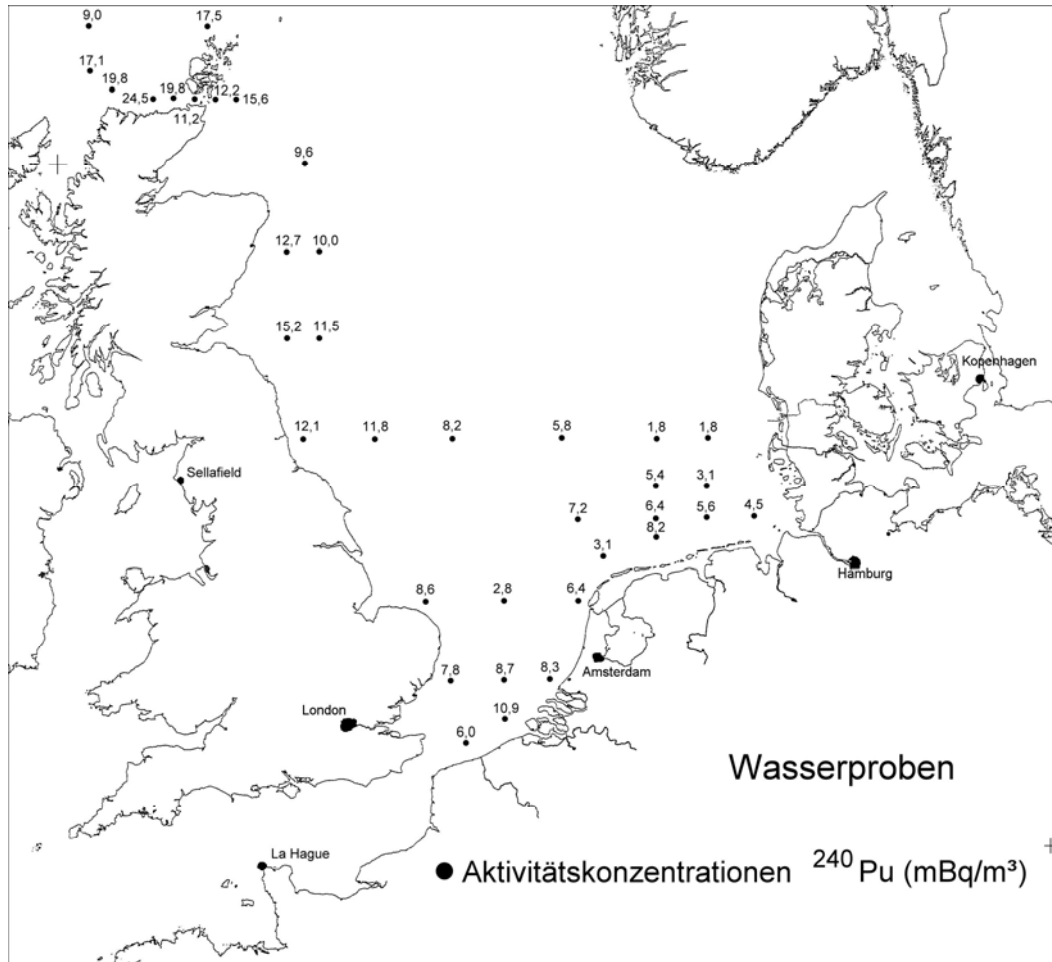 9,0 17,5
17,1
19,8
24,5 19,8 12,2 15,6
11,2
9,6
12,7 10,0
15,2 11,5
Kopenhagen
12,1 11,8 8,2 5,8 1,8 1,8
Sellafield
5,4 3,1
7,2 6,4 5,6 4,5
8,2
3,1
Hamburg
8,6 2,8 6,4
Amsterdam
7,8 8,7 8,3
London
10,9
6,0
Wasserproben
La Hague
Aktivitätskonzentrationen ²⁴⁰Pu (mBq/m³)